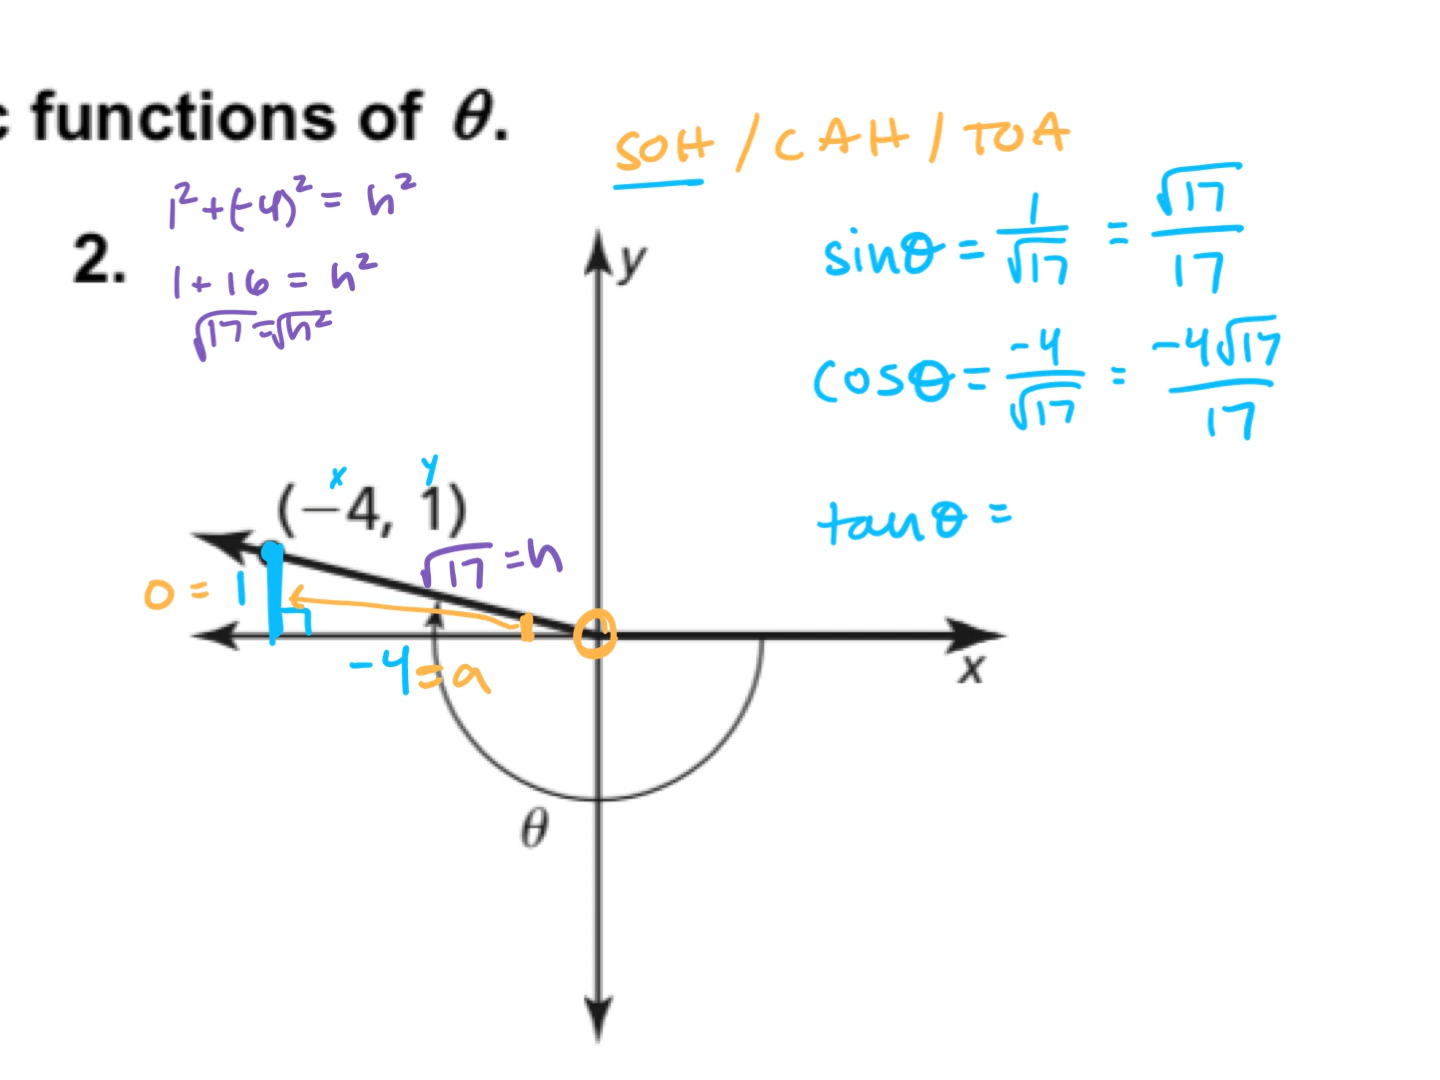 c functions of θ.
SOH / CAH / TOA
1² + (-4)² = h²
2.
1 + 16 = h²
√17 = √h²
y
sinθ = 1/√17 = √17/17
cosθ = -4/√17 = -4√17/17
x y
(−4, 1)
√17 = h
tanθ =
o = 1
-4 = a
x
θ